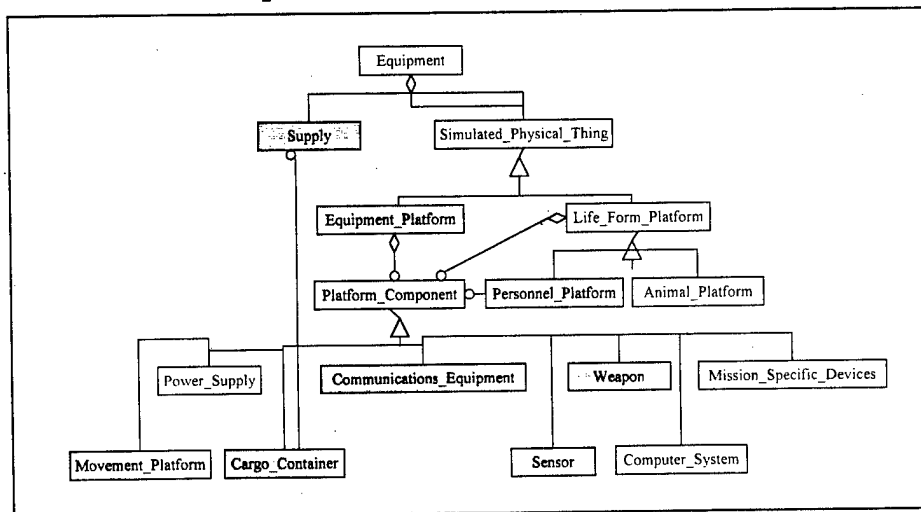 Equipment
Supply
Simulated_Physical_Thing
Equipment_Platform
Life_Form_Platform
Platform_Component
Personnel_Platform
Animal_Platform
Power_Supply
Communications_Equipment
Weapon
Mission_Specific_Devices
Movement_Platform
Cargo_Container
Sensor
Computer_System